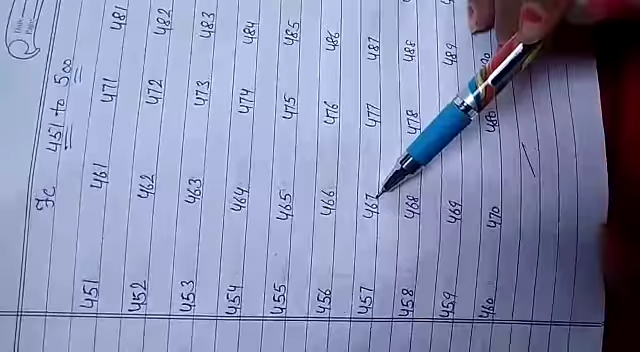 451 to 500
451 461 471 481
452 462 472 482
453 463 473 483
454 464 474 484
455 465 475 485
456 466 476 486
457 467 477 487
458 468 478 488
459 469 489
460 470 480